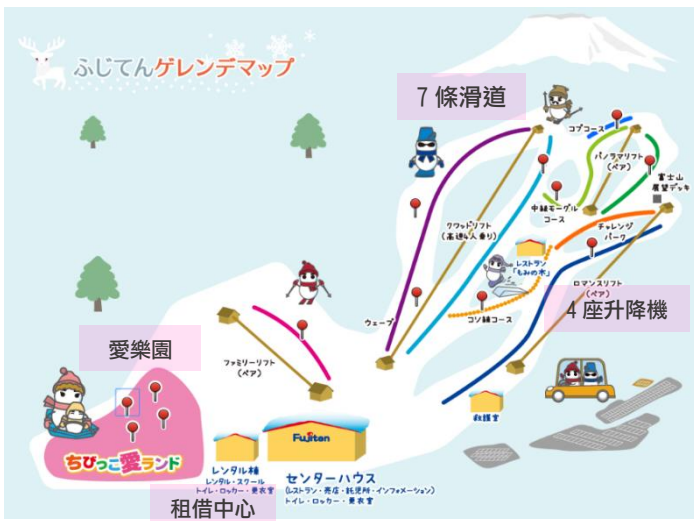 ふじてんゲレンデマップ
7 條滑道
コブコース
パノラマリフト
(ペア)
富士山
展望デッキ
中級モーグル
コース
クワッドリフト
(高速4人乗り)
チャレンジ
パーク
レストラン
「もみの木」
ロマンスリフト
(ペア)
4 座升降機
ウェーブ
コソ練コース
愛樂園
ファミリーリフト
(ペア)
救護室
Fujiten
ちびっこ愛ランド
レンタル棟
レンタル・スクール
トイレ・ロッカー・更衣室
センターハウス
(レストラン・売店・託児所・インフォメーション)
トイレ・ロッカー・更衣室
租借中心